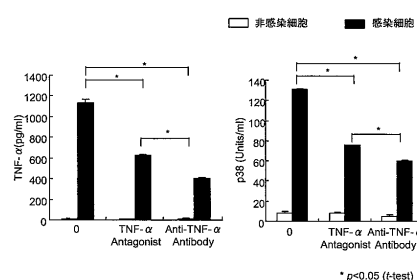 非感染細胞 感染細胞
TNF-α(pg/ml)
1400
1200
1000
800
600
400
200
0
*
*
*
0 TNF-α Anti-TNF-α
Antagonist Antibody
p38 (Units/ml)
140
120
100
80
60
40
20
0
*
*
*
0 TNF-α Anti-TNF-α
Antagonist Antibody
* p<0.05 (t-test)